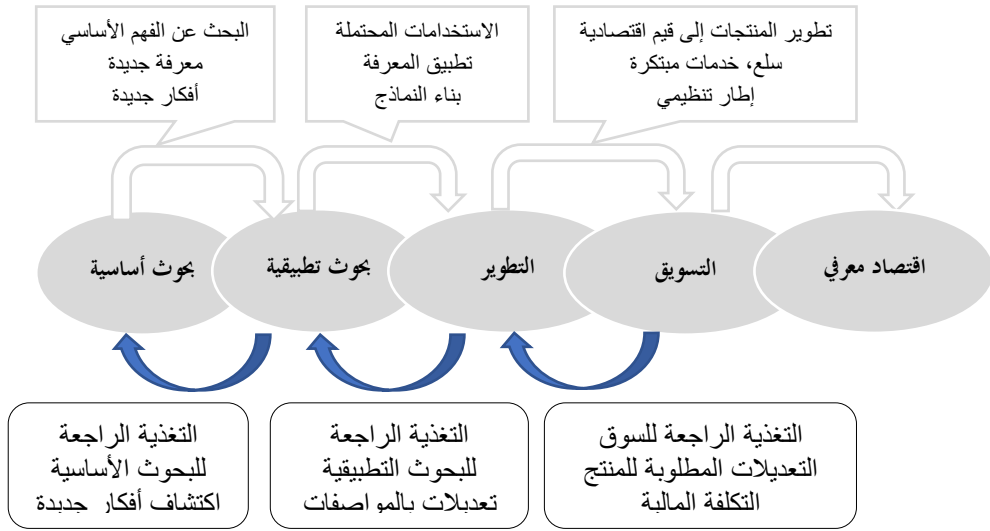 البحث عن الفهم الأساسي
معرفة جديدة
أفكار جديدة
الاستخدامات المحتملة
تطبيق المعرفة
بناء النماذج
تطوير المنتجات إلى قيم اقتصادية
سلع، خدمات مبتكرة
إطار تنظيمي
بحوث أساسية
بحوث تطبيقية
التطوير
التسويق
اقتصاد معرفي
التغذية الراجعة
للبحوث الأساسية
اكتشاف أفكار جديدة
التغذية الراجعة
للبحوث التطبيقية
تعديلات بالمواصفات
التغذية الراجعة للسوق
التعديلات المطلوبة للمنتج
التكلفة المالية